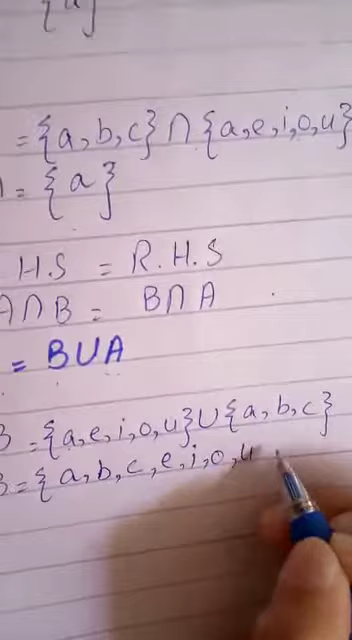 {a}
={a,b,c}∩{a,e,i,o,u}
={a}
H.S = R.H.S
A∩B = B∩A
= BUA
={a,e,i,o,u}U{a,b,c}
={a,b,c,e,i,o,u